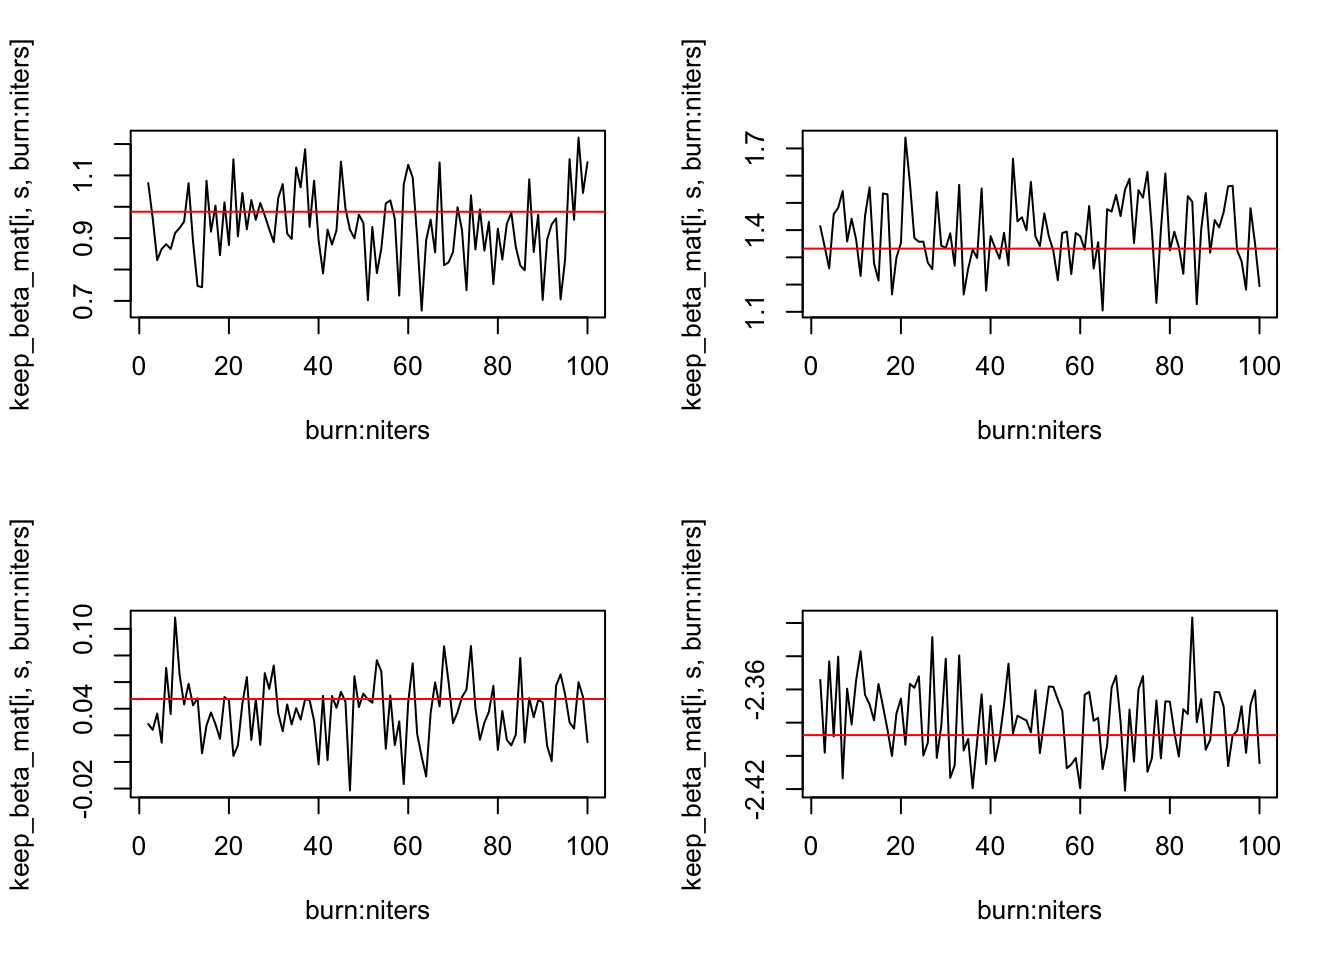 keep_beta_mat[i, s, burn:niters]
1.1
0.9
0.7
0 20 40 60 80 100
burn:niters
keep_beta_mat[i, s, burn:niters]
1.7
1.4
1.1
0 20 40 60 80 100
burn:niters
keep_beta_mat[i, s, burn:niters]
0.10
0.04
-0.02
0 20 40 60 80 100
burn:niters
keep_beta_mat[i, s, burn:niters]
-2.36
-2.42
0 20 40 60 80 100
burn:niters